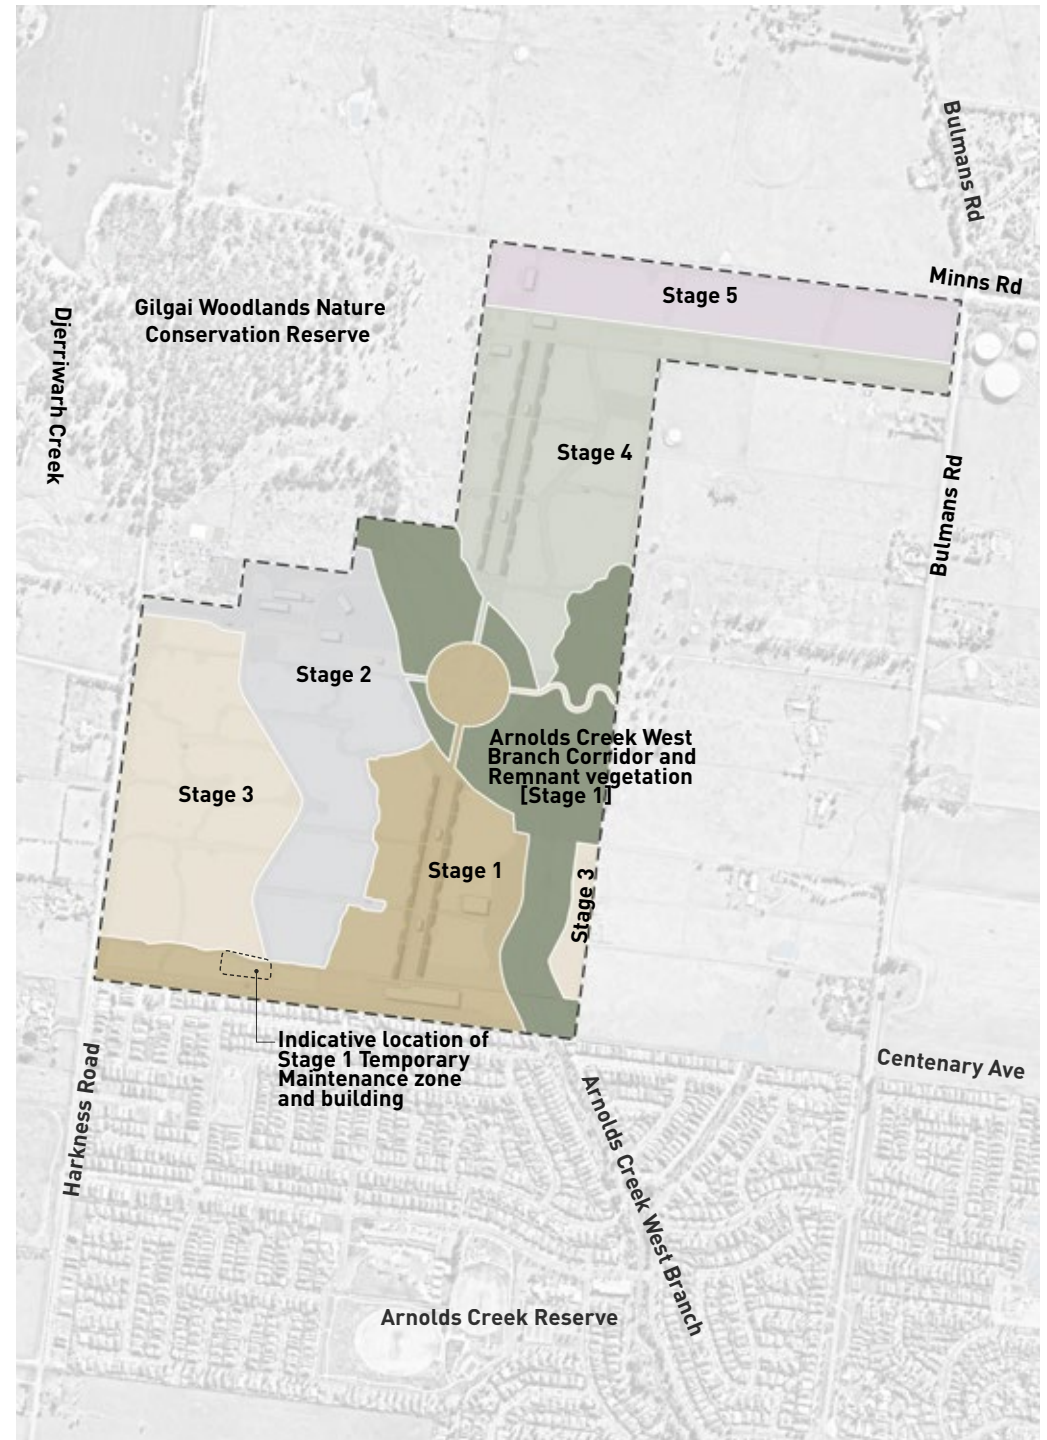 Bulmans Rd
Minns Rd
Stage 5
Gilgai Woodlands Nature
Conservation Reserve
Djerriwarh Creek
Stage 4
Bulmans Rd
Stage 2
Arnolds Creek West
Branch Corridor and
Remnant vegetation
[Stage 1]
Stage 3
Stage 1
Stage 3
Indicative location of
Stage 1 Temporary
Maintenance zone
and building
Centenary Ave
Harkness Road
Arnolds Creek West Branch
Arnolds Creek Reserve